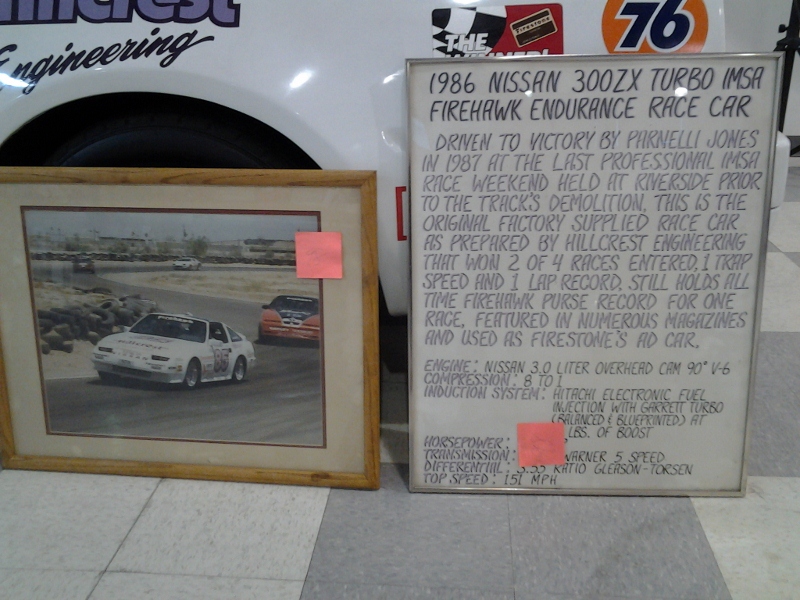 Hillcrest
Engineering
THE
Firestone
76
1986 NISSAN 300ZX TURBO IMSA
FIREHAWK ENDURANCE RACE CAR
DRIVEN TO VICTORY BY PARNELLI JONES
IN 1987 AT THE LAST PROFESSIONAL IMSA
RACE WEEKEND HELD AT RIVERSIDE PRIOR
TO THE TRACK'S DEMOLITION. THIS IS THE
ORIGINAL FACTORY SUPPLIED RACE CAR
AS PREPARED BY HILLCREST ENGINEERING
THAT WON 2 OF 4 RACES ENTERED, 1 TRAP
SPEED AND 1 LAP RECORD. STILL HOLDS ALL
TIME FIREHAWK PURSE RECORD FOR ONE
RACE. FEATURED IN NUMEROUS MAGAZINES
AND USED AS FIRESTONE'S AD CAR.
ENGINE: NISSAN 3.0 LITER OVERHEAD CAM 90° V-6
COMPRESSION: 8 TO 1
INDUCTION SYSTEM: HITACHI ELECTRONIC FUEL
INJECTION WITH GARRETT TURBO
(BALANCED & BLUEPRINTED) AT
LBS. OF BOOST
HORSEPOWER:
TRANSMISSION: WARNER 5 SPEED
DIFFERENTIAL: RATIO GLEASON-TORSEN
TOP SPEED: 151 MPH